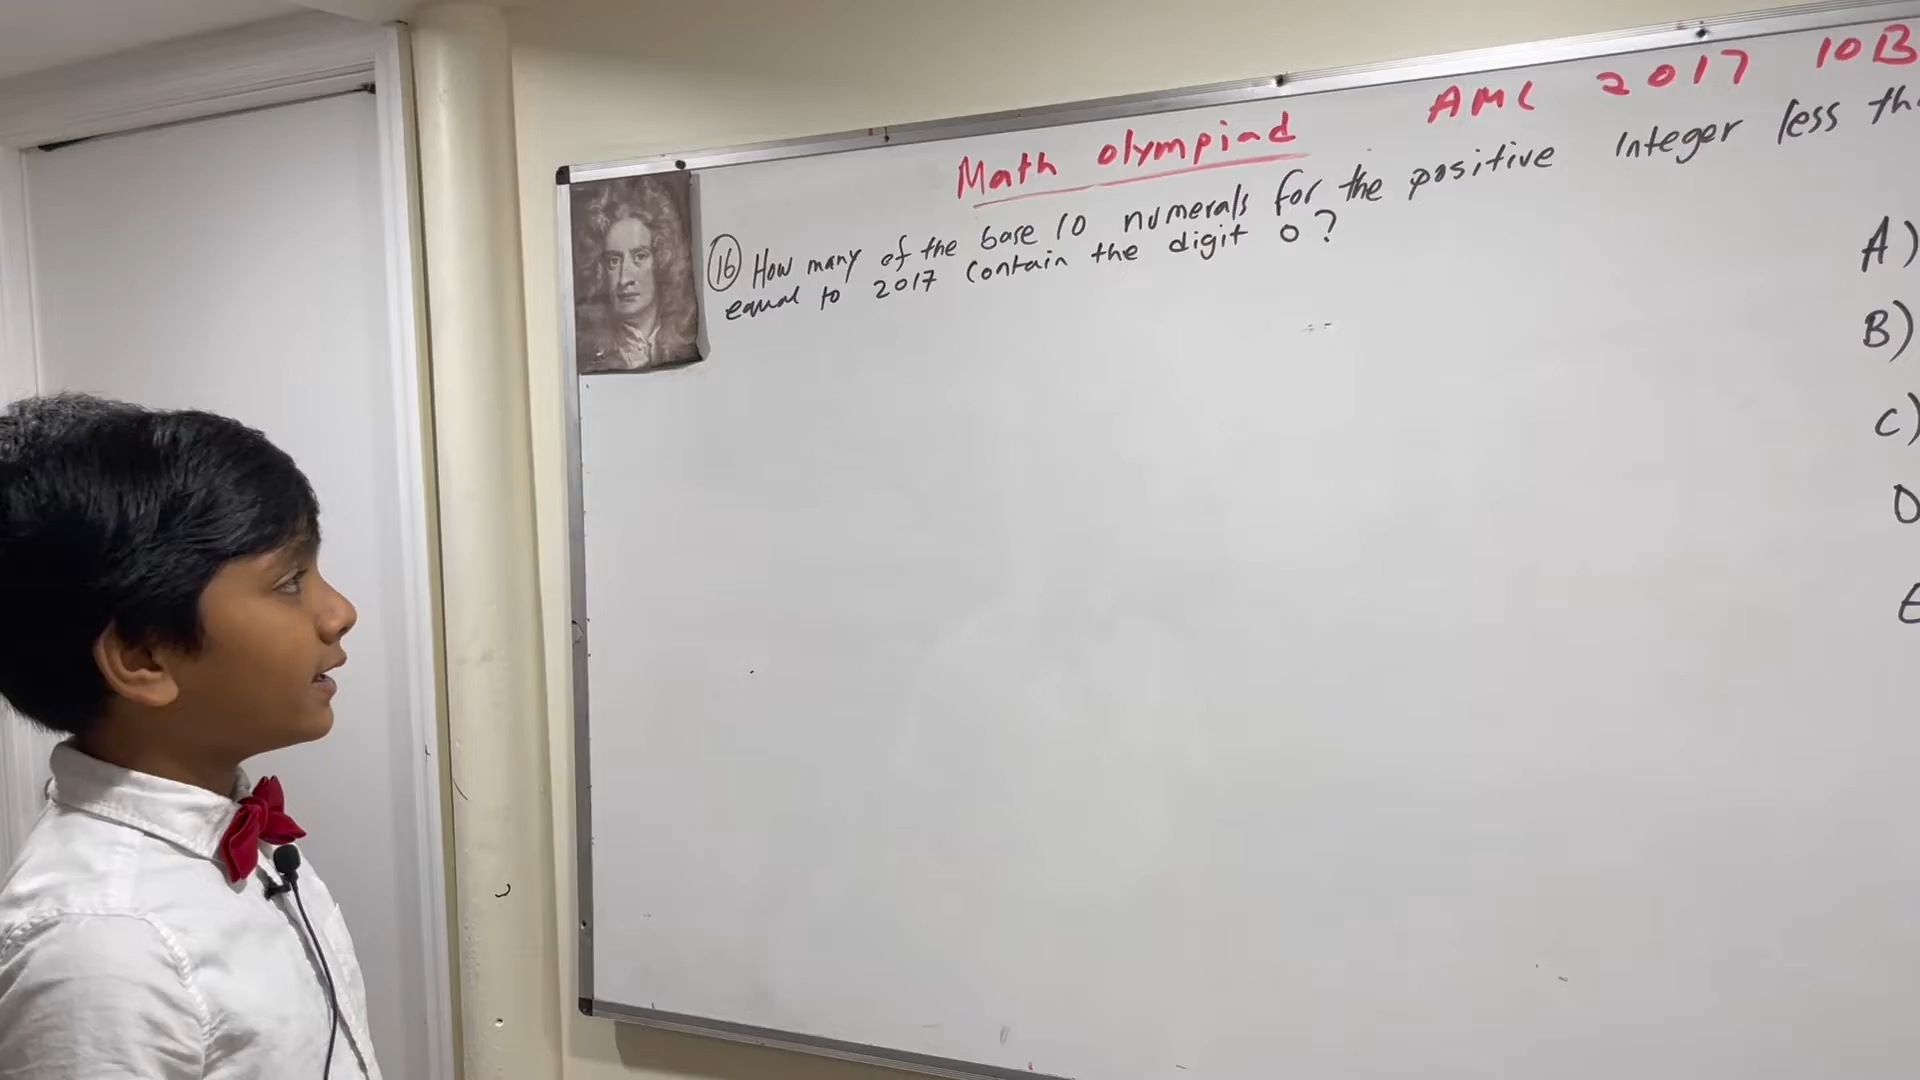 Math olympiad AMC 2017 10B
16 How many of the base 10 numerals for the positive Integer less
equal to 2017 contain the digit 0?
A)
B)
C)
D
E